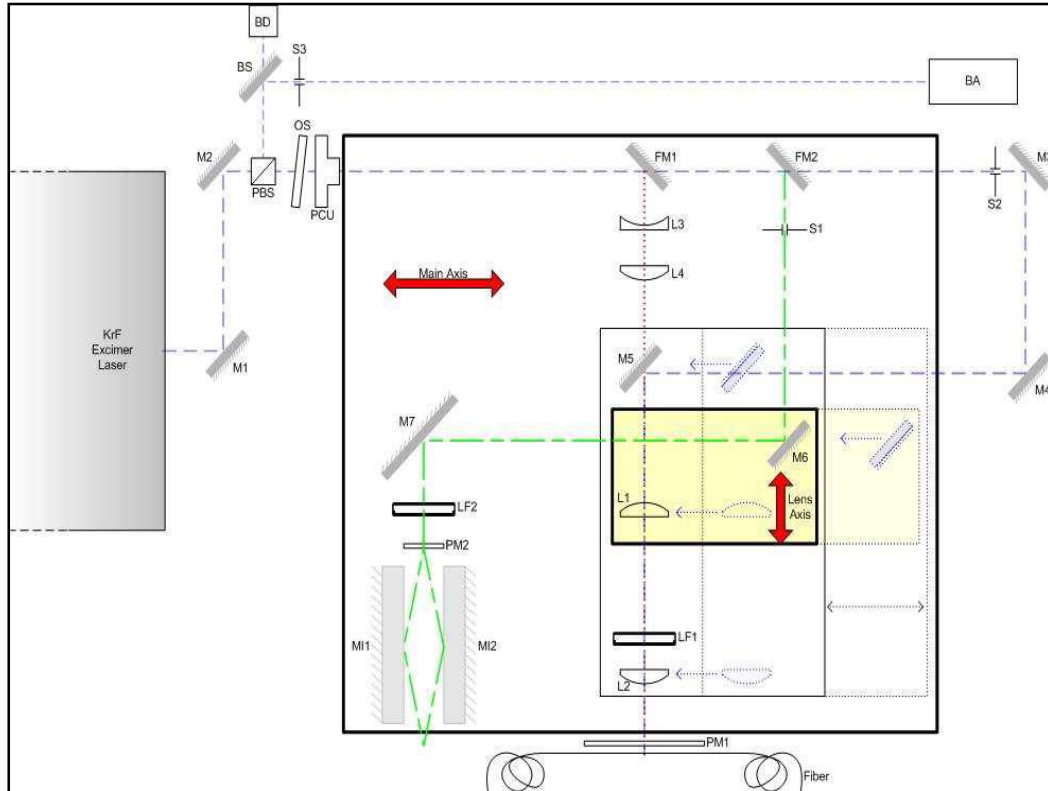 BD
S3
BS
BA
OS
M2
FM1
FM2
M3
PBS
PCU
S2
L3
S1
L4
Main Axis
KrF
Excimer
Laser
M1
M5
M4
M7
M6
L1
Lens
Axis
LF2
PM2
MI1
MI2
LF1
L2
PM1
Fiber